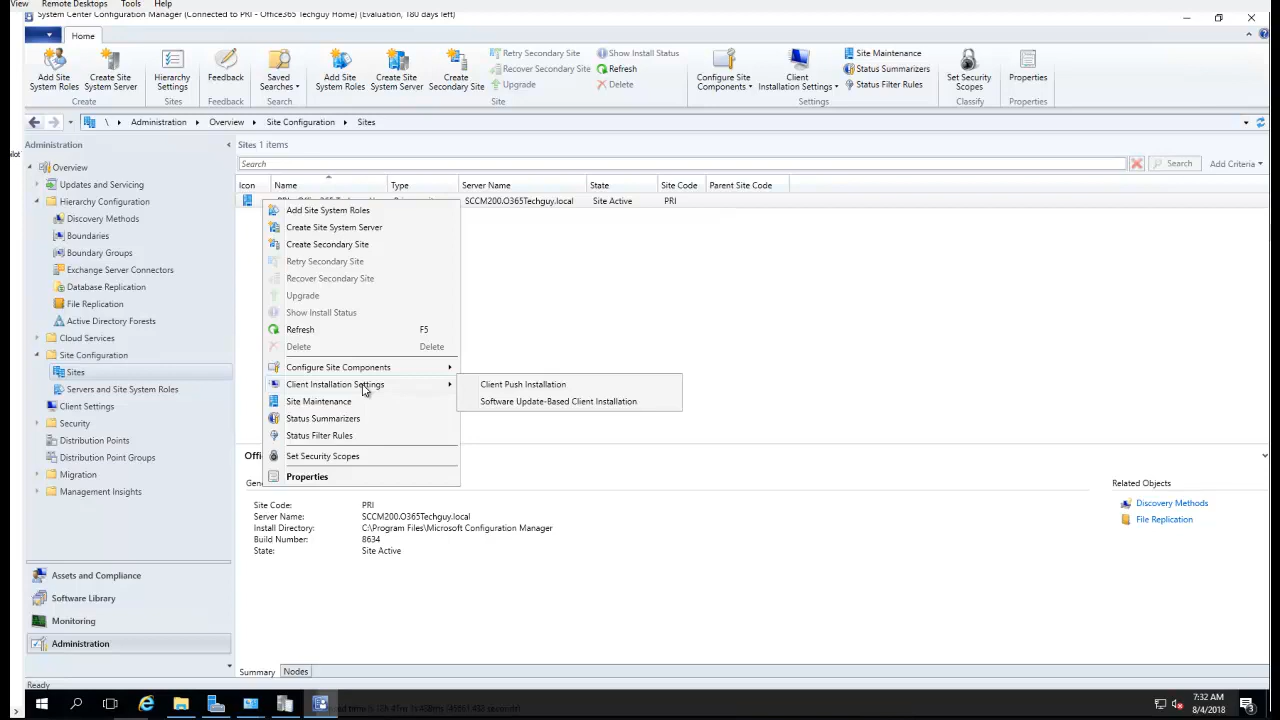 View Remote Desktops Tools Help
System Center Configuration Manager (Connected to PRI - Office365 Techguy Home) (Evaluation, 180 days left)
Home
Add Site System Roles
Create Site System Server
Create
Hierarchy Settings
Sites
Feedback
Feedback
Saved Searches
Search
Add Site System Roles
Create Site System Server
Create Secondary Site
Retry Secondary Site
Recover Secondary Site
Upgrade
Show Install Status
Refresh
Delete
Site
Configure Site Components
Client Installation Settings
Site Maintenance
Status Summarizers
Status Filter Rules
Settings
Set Security Scopes
Classify
Properties
Properties
\ Administration Overview Site Configuration Sites
Administration
Overview
Updates and Servicing
Hierarchy Configuration
Discovery Methods
Boundaries
Boundary Groups
Exchange Server Connectors
Database Replication
File Replication
Active Directory Forests
Cloud Services
Site Configuration
Sites
Servers and Site System Roles
Client Settings
Security
Distribution Points
Distribution Point Groups
Migration
Management Insights
Assets and Compliance
Software Library
Monitoring
Administration
Sites 1 items
Search
Search
Add Criteria
Icon Name Type Server Name State Site Code Parent Site Code
SCCM200.O365Techguy.local Site Active PRI
Add Site System Roles
Create Site System Server
Create Secondary Site
Retry Secondary Site
Recover Secondary Site
Upgrade
Show Install Status
Refresh F5
Delete Delete
Configure Site Components
Client Installation Settings
Site Maintenance
Status Summarizers
Status Filter Rules
Set Security Scopes
Properties
Client Push Installation
Software Update-Based Client Installation
Site Code: PRI
Server Name: SCCM200.O365Techguy.local
Install Directory: C:\Program Files\Microsoft Configuration Manager
Build Number: 8634
State: Site Active
Related Objects
Discovery Methods
File Replication
Summary Nodes
Ready
7:32 AM
8/4/2018